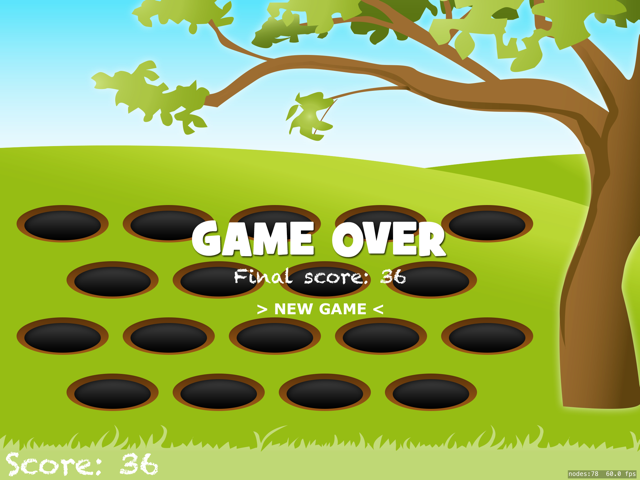 GAME OVER
Final score: 36
> NEW GAME <
Score: 36
nodes:78 60.0 fps